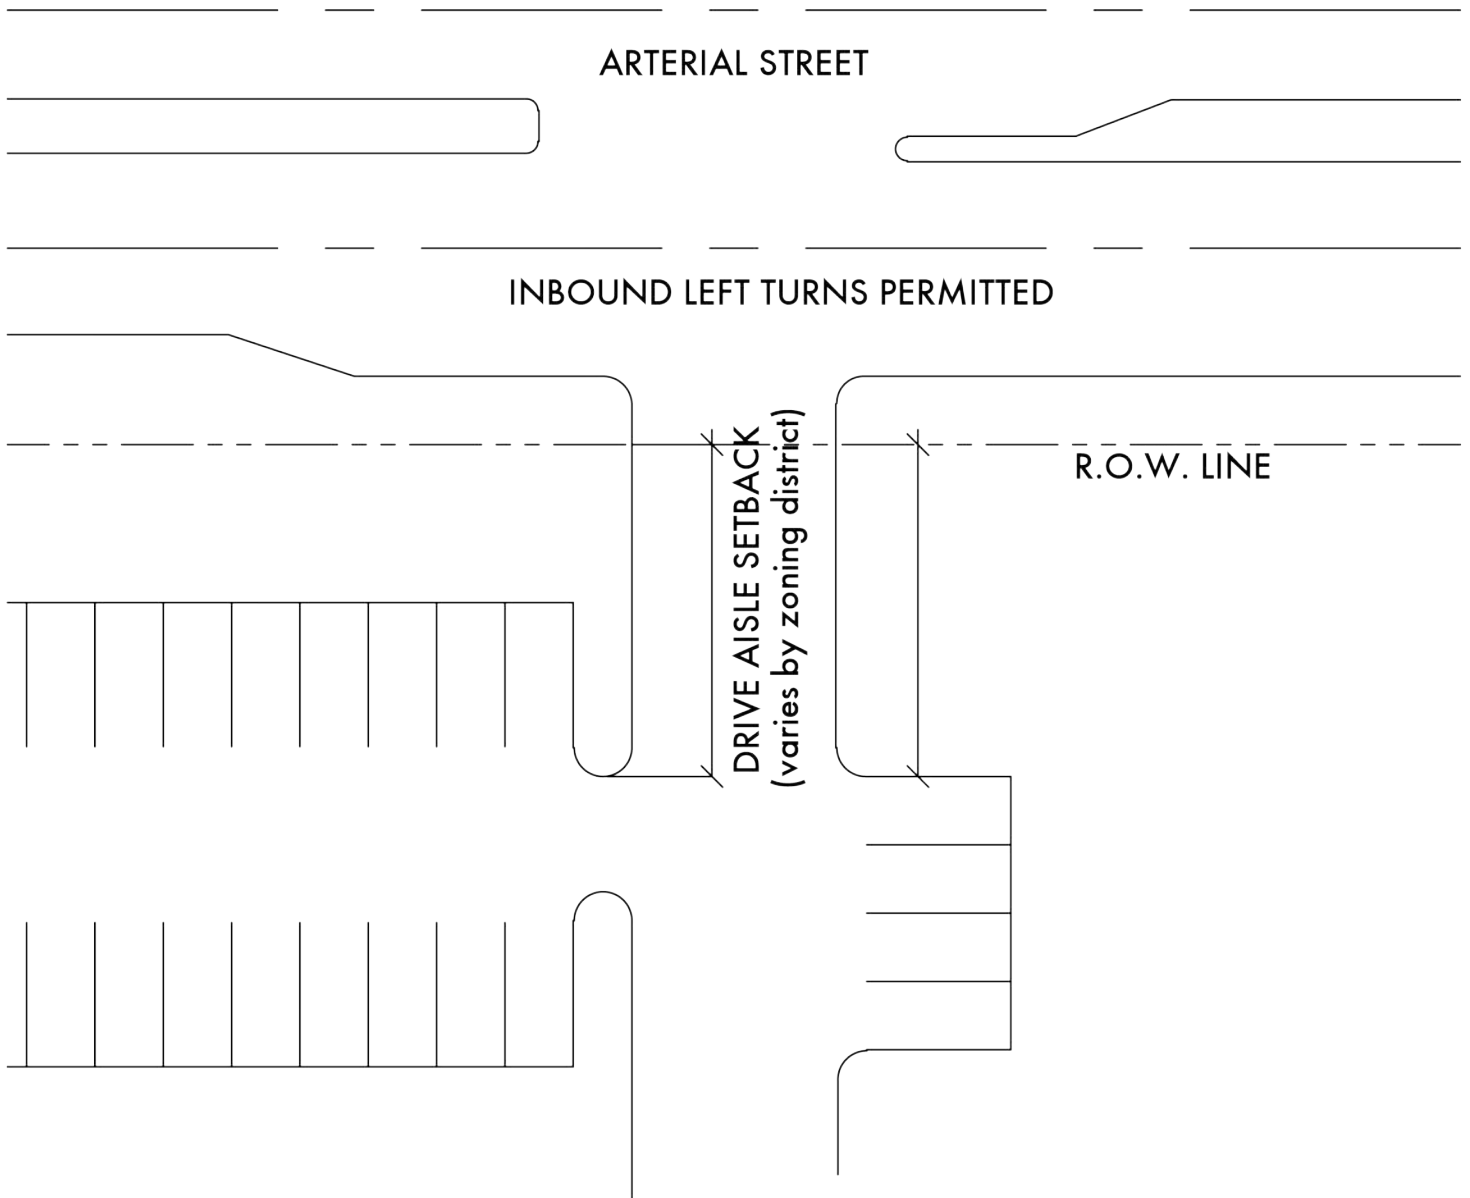 ARTERIAL STREET
INBOUND LEFT TURNS PERMITTED
R.O.W. LINE
DRIVE AISLE SETBACK
(varies by zoning district)